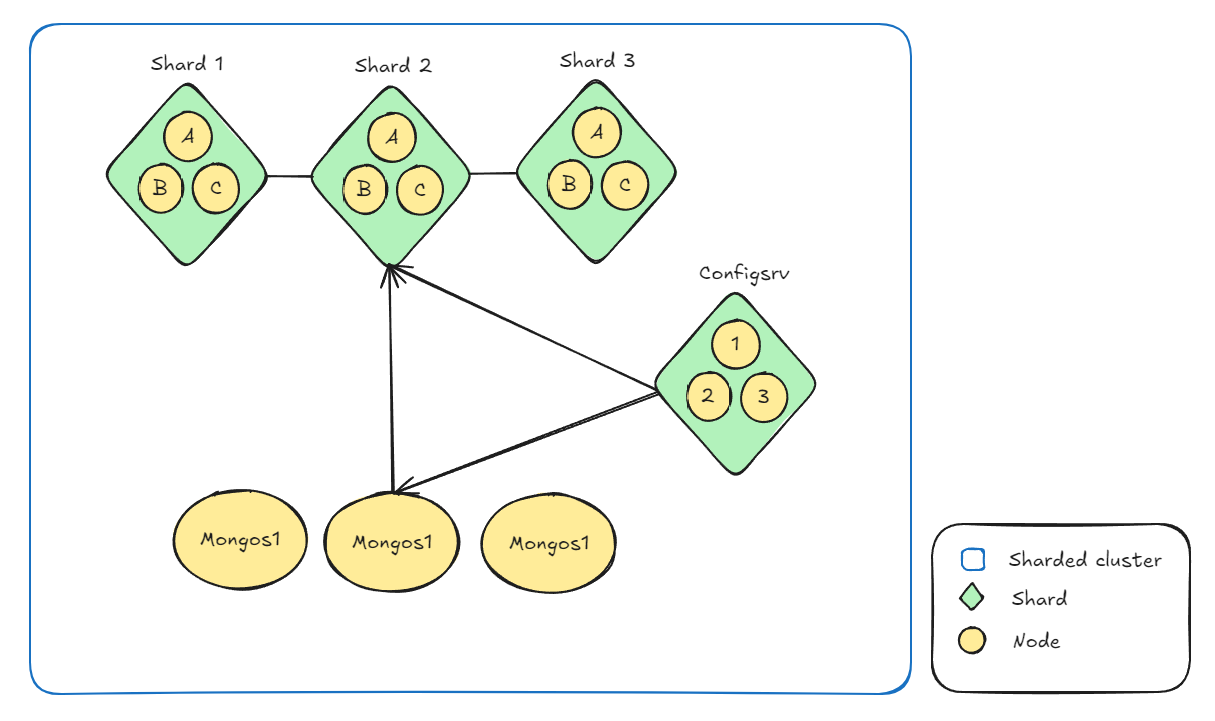 Shard 1
Shard 2
Shard 3
A
A
A
B
C
B
C
B
C
Configsrv
1
2
3
Mongos1
Mongos1
Mongos1
Sharded cluster
Shard
Node